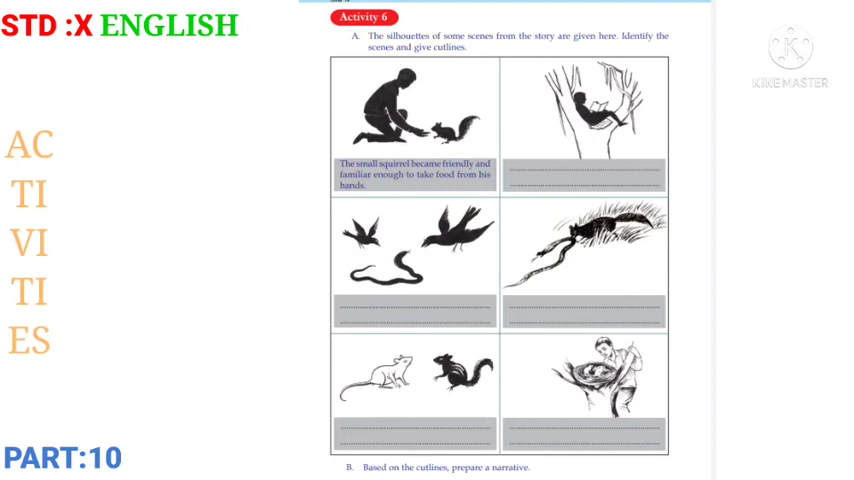 STD :X ENGLISH
Activity 6
A. The silhouettes of some scenes from the story are given here. Identify the
scenes and give cutlines.
K
KINEMASTER
The small squirrel became friendly and
familiar enough to take food from his
hands.
AC
TI
VI
TI
ES
PART:10
B. Based on the cutlines, prepare a narrative.